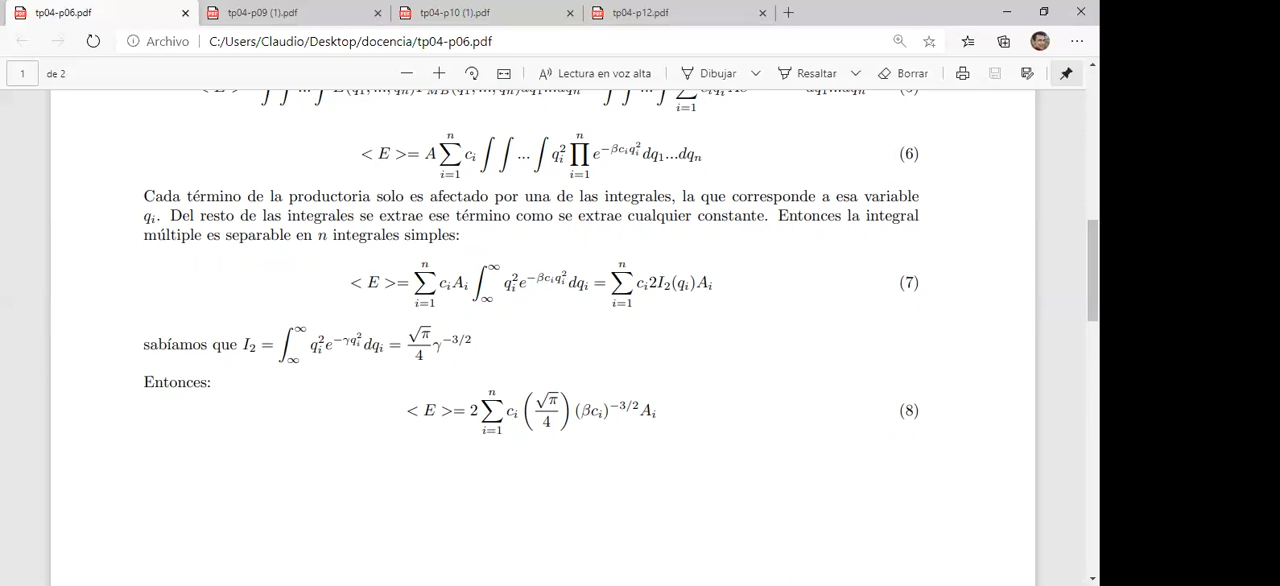 tp04-p06.pdf
tp04-p09 (1).pdf
tp04-p10 (1).pdf
tp04-p12.pdf
Archivo | C:/Users/Claudio/Desktop/docencia/tp04-p06.pdf
1 de 2
Lectura en voz alta
Dibujar
Resaltar
Borrar
< E >= A ∑_{i=1}^{n} c_i ∫ ∫ ... ∫ q_i^2 ∏_{i=1}^{n} e^{-βc_i q_i^2} dq_1...dq_n (6)
Cada término de la productoria solo es afectado por una de las integrales, la que corresponde a esa variable
q_i. Del resto de las integrales se extrae ese término como se extrae cualquier constante. Entonces la integral
múltiple es separable en n integrales simples:
< E >= ∑_{i=1}^{n} c_i A_i ∫_{∞}^{∞} q_i^2 e^{-βc_i q_i^2} dq_i = ∑_{i=1}^{n} c_i 2I_2(q_i)A_i (7)
sabíamos que I_2 = ∫_{∞}^{∞} q_i^2 e^{-γq_i^2} dq_i = √π/4 γ^{-3/2}
Entonces:
< E >= 2 ∑_{i=1}^{n} c_i (√π/4) (βc_i)^{-3/2} A_i (8)